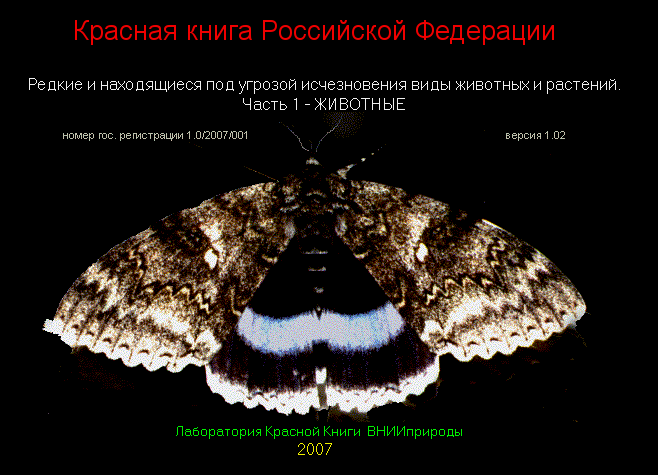 Красная книга Российской Федерации
Редкие и находящиеся под угрозой исчезновения виды животных и растений.
Часть 1 - ЖИВОТНЫЕ
номер гос. регистрации 1.0/2007/001
версия 1.02
Лаборатория Красной Книги ВНИИприроды
2007